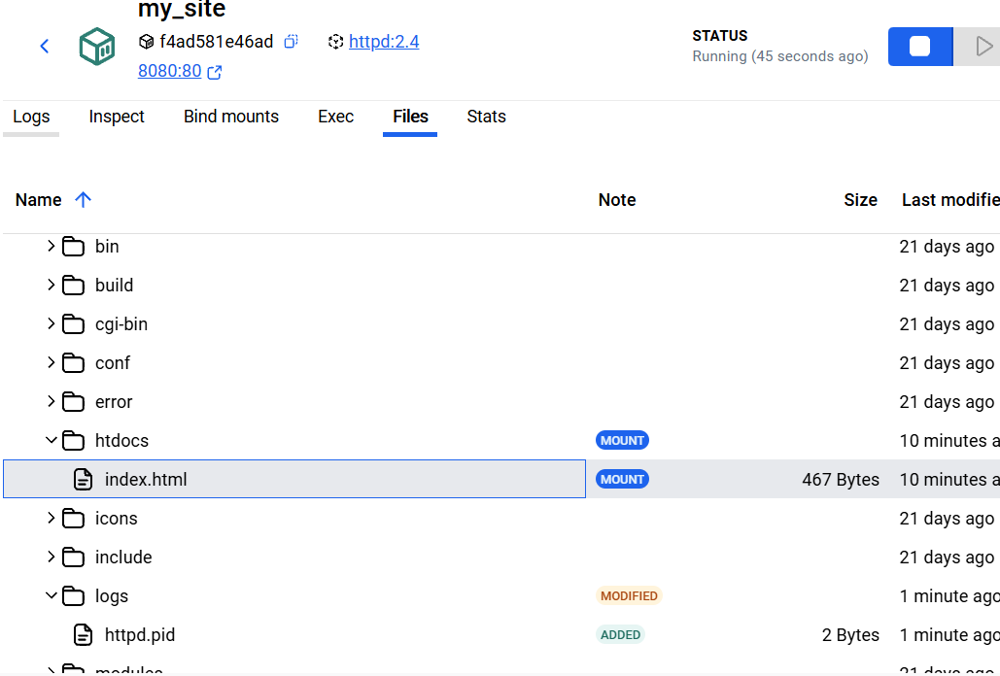 my_site
f4ad581e46ad httpd:2.4
8080:80
STATUS
Running (45 seconds ago)
Logs Inspect Bind mounts Exec Files Stats
Name Note Size Last modifie
bin 21 days ago
build 21 days ago
cgi-bin 21 days ago
conf 21 days ago
error 21 days ago
htdocs MOUNT 10 minutes a
index.html MOUNT 467 Bytes 10 minutes a
icons 21 days ago
include 21 days ago
logs MODIFIED 1 minute ago
httpd.pid ADDED 2 Bytes 1 minute ago
modules 21 days ago